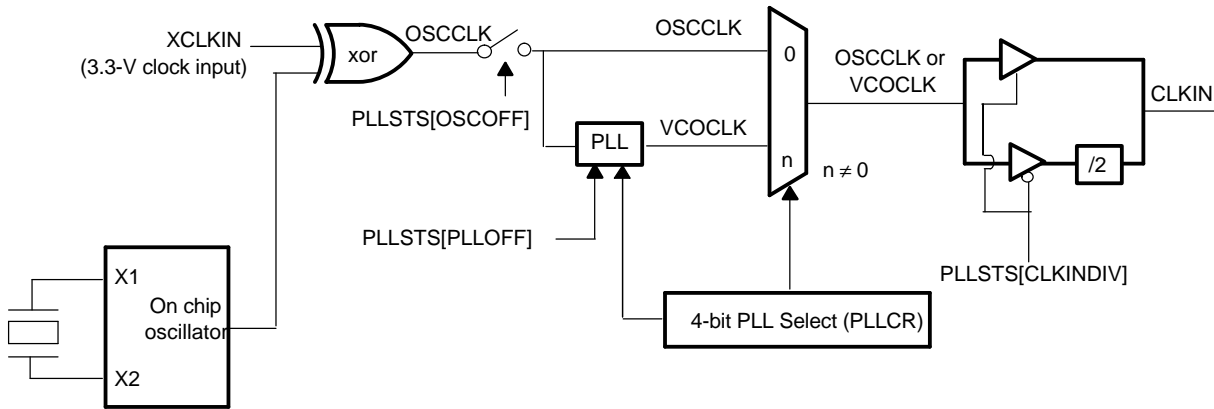 XCLKIN
(3.3-V clock input)
xor
OSCCLK
PLLSTS[OSCOFF]
OSCCLK
0
OSCCLK or
VCOCLK
CLKIN
PLL
VCOCLK
n
n ≠ 0
/2
PLLSTS[PLLOFF]
PLLSTS[CLKINDIV]
X1
On chip
oscillator
X2
4-bit PLL Select (PLLCR)